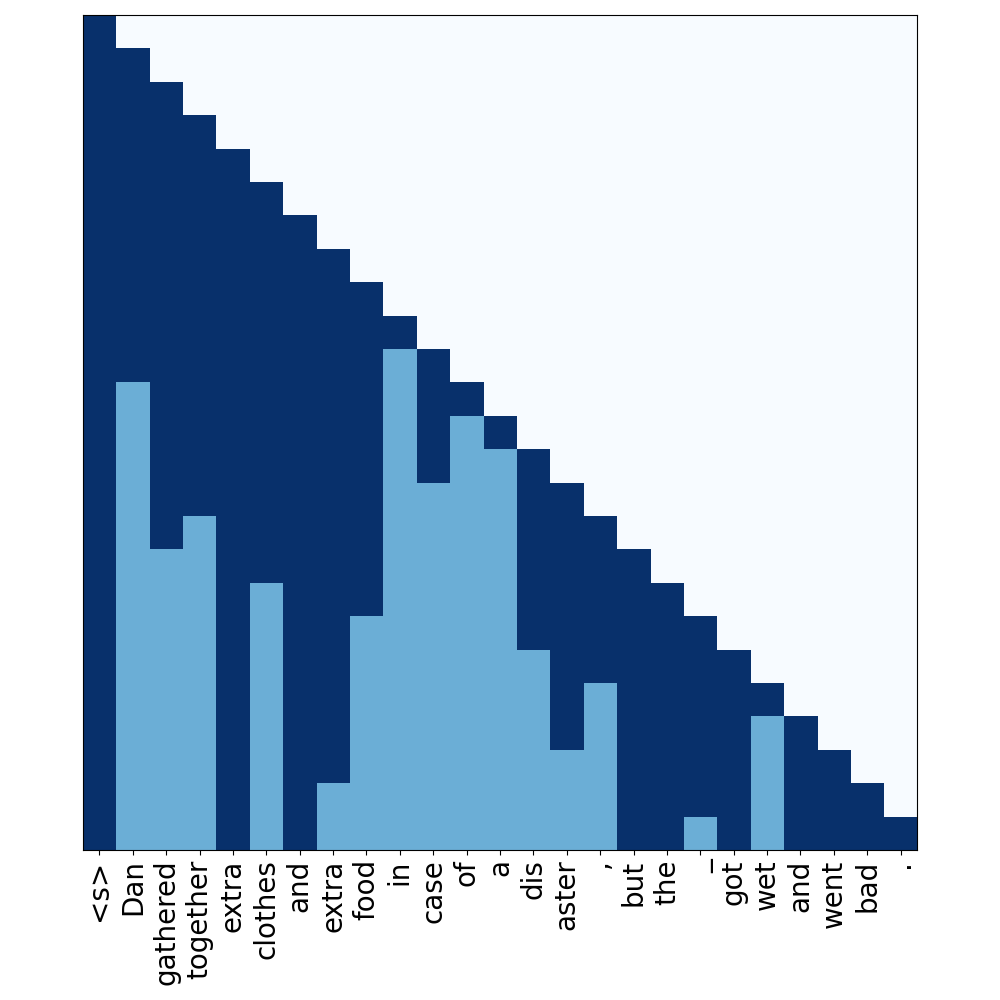 <s> Dan gathered together extra clothes and extra food in case of a dis aster , but the _ got wet and went bad .